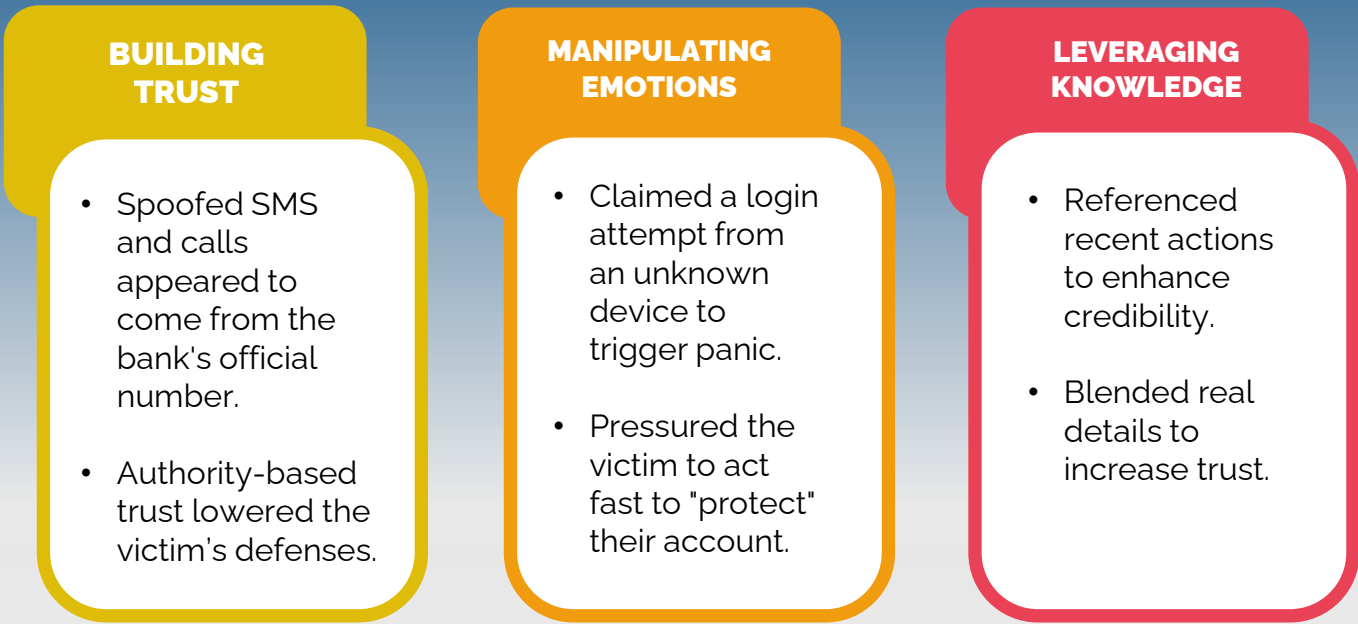 BUILDING
TRUST
• Spoofed SMS
and calls
appeared to
come from the
bank's official
number.
• Authority-based
trust lowered the
victim's defenses.
MANIPULATING
EMOTIONS
• Claimed a login
attempt from
an unknown
device to
trigger panic.
• Pressured the
victim to act
fast to "protect"
their account.
LEVERAGING
KNOWLEDGE
• Referenced
recent actions
to enhance
credibility.
• Blended real
details to
increase trust.